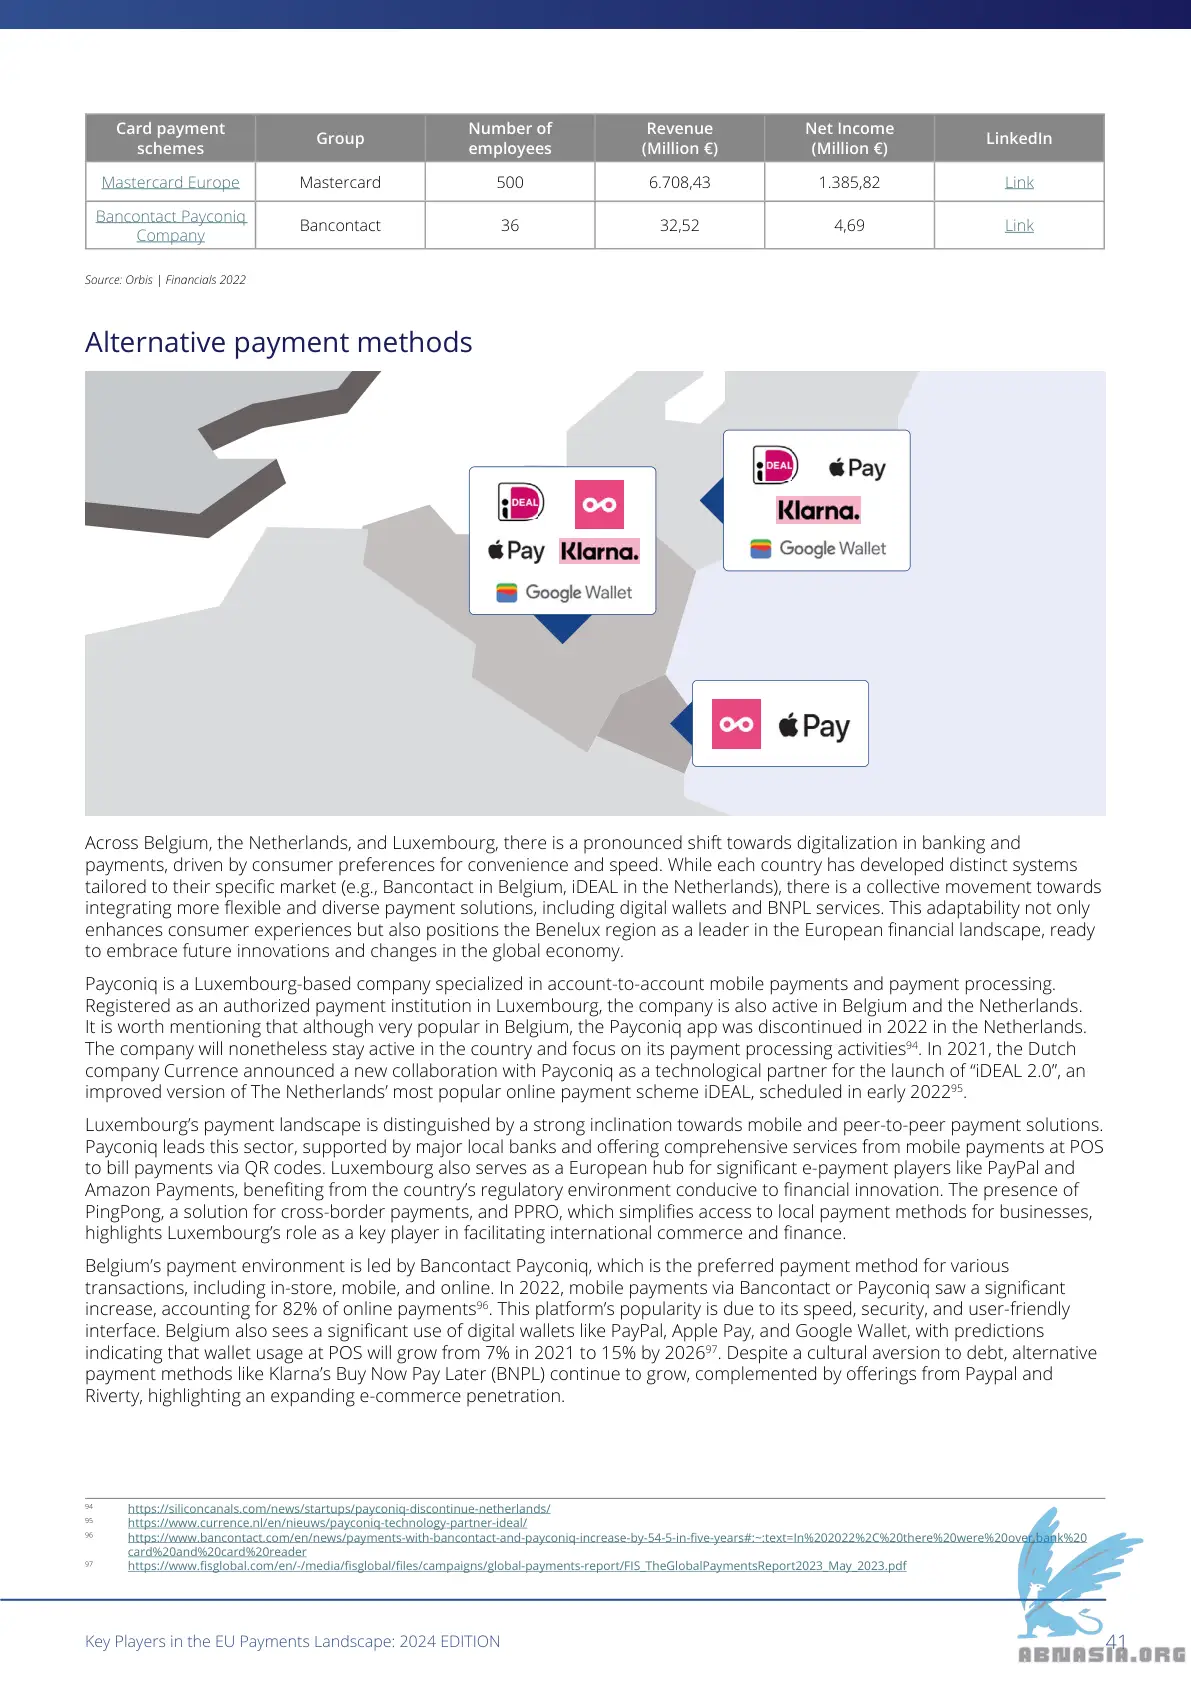 Card payment schemes | Group | Number of employees | Revenue (Million €) | Net Income (Million €) | LinkedIn
Mastercard Europe | Mastercard | 500 | 6.708,43 | 1.385,82 | Link
Bancontact Payconiq Company | Bancontact | 36 | 32,52 | 4,69 | Link
Source: Orbis | Financials 2022
Alternative payment methods
iDEAL
Pay
Klarna.
Google Wallet
iDEAL
Pay Klarna.
Google Wallet
Pay
Across Belgium, the Netherlands, and Luxembourg, there is a pronounced shift towards digitalization in banking and
payments, driven by consumer preferences for convenience and speed. While each country has developed distinct systems
tailored to their specific market (e.g., Bancontact in Belgium, iDEAL in the Netherlands), there is a collective movement towards
integrating more flexible and diverse payment solutions, including digital wallets and BNPL services. This adaptability not only
enhances consumer experiences but also positions the Benelux region as a leader in the European financial landscape, ready
to embrace future innovations and changes in the global economy.
Payconiq is a Luxembourg-based company specialized in account-to-account mobile payments and payment processing.
Registered as an authorized payment institution in Luxembourg, the company is also active in Belgium and the Netherlands.
It is worth mentioning that although very popular in Belgium, the Payconiq app was discontinued in 2022 in the Netherlands.
The company will nonetheless stay active in the country and focus on its payment processing activities94. In 2021, the Dutch
company Currence announced a new collaboration with Payconiq as a technological partner for the launch of “iDEAL 2.0”, an
improved version of The Netherlands’ most popular online payment scheme iDEAL, scheduled in early 202295.
Luxembourg’s payment landscape is distinguished by a strong inclination towards mobile and peer-to-peer payment solutions.
Payconiq leads this sector, supported by major local banks and offering comprehensive services from mobile payments at POS
to bill payments via QR codes. Luxembourg also serves as a European hub for significant e-payment players like PayPal and
Amazon Payments, benefiting from the country’s regulatory environment conducive to financial innovation. The presence of
PingPong, a solution for cross-border payments, and PPRO, which simplifies access to local payment methods for businesses,
highlights Luxembourg’s role as a key player in facilitating international commerce and finance.
Belgium’s payment environment is led by Bancontact Payconiq, which is the preferred payment method for various
transactions, including in-store, mobile, and online. In 2022, mobile payments via Bancontact or Payconiq saw a significant
increase, accounting for 82% of online payments96. This platform’s popularity is due to its speed, security, and user-friendly
interface. Belgium also sees a significant use of digital wallets like PayPal, Apple Pay, and Google Wallet, with predictions
indicating that wallet usage at POS will grow from 7% in 2021 to 15% by 202697. Despite a cultural aversion to debt, alternative
payment methods like Klarna’s Buy Now Pay Later (BNPL) continue to grow, complemented by offerings from Paypal and
Riverty, highlighting an expanding e-commerce penetration.
94 https://siliconcanals.com/news/startups/payconiq-discontinue-netherlands/
95 https://www.currence.nl/en/nieuws/payconiq-technology-partner-ideal/
96 https://www.bancontact.com/en/news/payments-with-bancontact-and-payconiq-increase-by-54-5-in-five-years#:~:text=In%202022%2C%20there%20were%20over,bank%20
card%20and%20card%20reader
97 https://www.fisglobal.com/en/-/media/fisglobal/files/campaigns/global-payments-report/FIS_TheGlobalPaymentsReport2023_May_2023.pdf
Key Players in the EU Payments Landscape: 2024 EDITION
41
ABNASIA.ORG